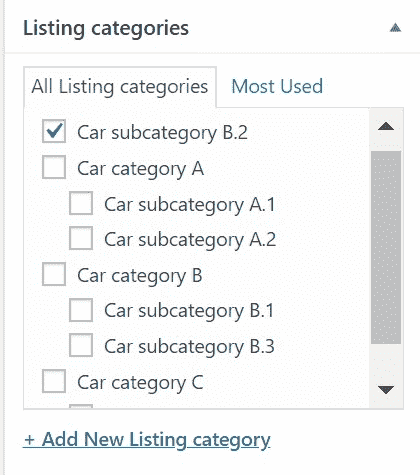 Listing categories
All Listing categories Most Used
Car subcategory B.2
Car category A
Car subcategory A.1
Car subcategory A.2
Car category B
Car subcategory B.1
Car subcategory B.3
Car category C
+ Add New Listing category